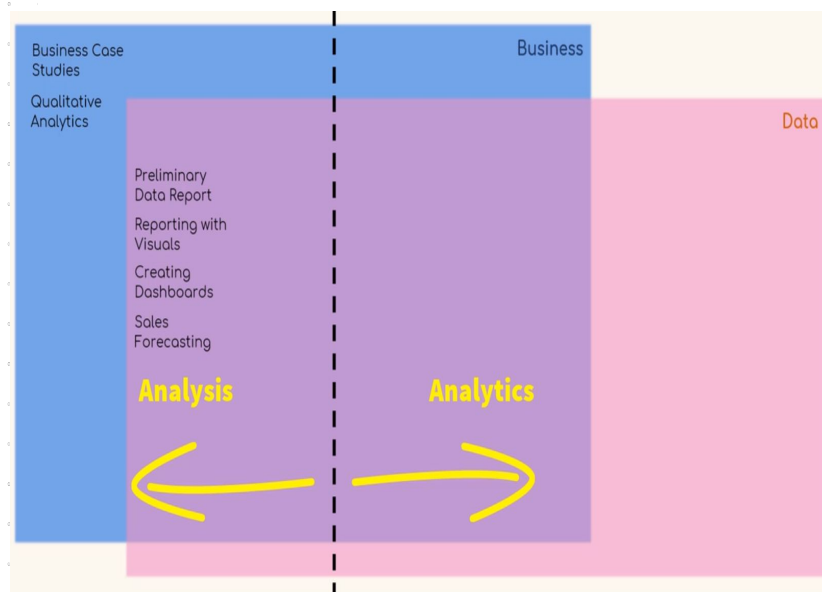 Business Case
Studies
Business
Qualitative
Analytics
Data
Preliminary
Data Report
Reporting with
Visuals
Creating
Dashboards
Sales
Forecasting
Analysis
Analytics